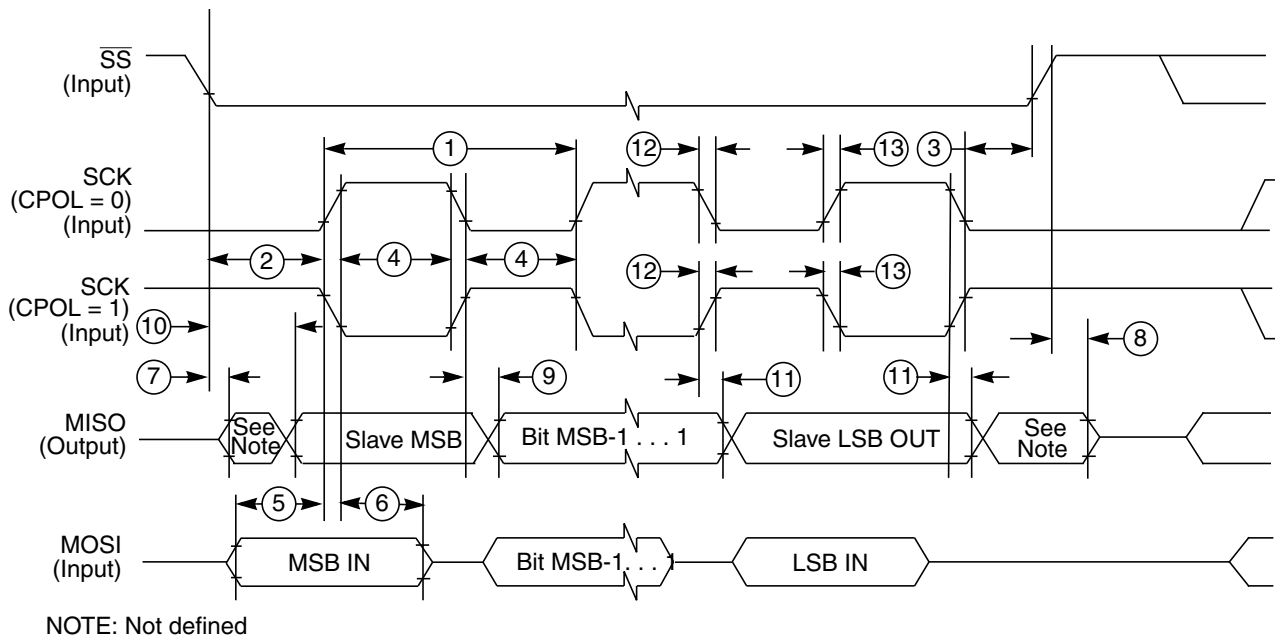 SS
(Input)
1
12
13
3
SCK
(CPOL = 0)
(Input)
2
4
4
12
13
SCK
(CPOL = 1)
(Input)
10
8
7
9
11
11
MISO
(Output)
See
Note
Slave MSB
Bit MSB-1 . . . 1
Slave LSB OUT
See
Note
5
6
MOSI
(Input)
MSB IN
Bit MSB-1. . . 1
LSB IN
NOTE: Not defined